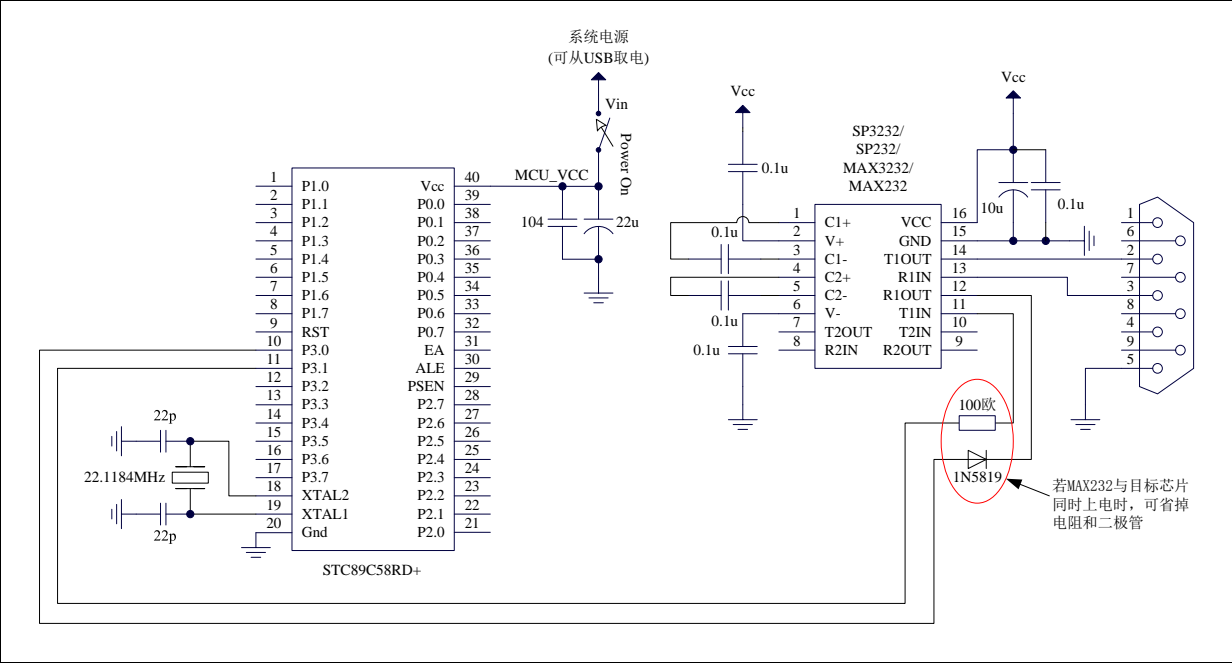 系统电源
(可从USB取电)
Vin
Power On
MCU_VCC
104
22u
1 P1.0 Vcc 40
2 P1.1 P0.0 39
3 P1.2 P0.1 38
4 P1.3 P0.2 37
5 P1.4 P0.3 36
6 P1.5 P0.4 35
7 P1.6 P0.5 34
8 P1.7 P0.6 33
9 RST P0.7 32
10 P3.0 EA 31
11 P3.1 ALE 30
12 P3.2 PSEN 29
13 P3.3 P2.7 28
14 P3.4 P2.6 27
15 P3.5 P2.5 26
16 P3.6 P2.4 25
17 P3.7 P2.3 24
18 XTAL2 P2.2 23
19 XTAL1 P2.1 22
20 Gnd P2.0 21
STC89C58RD+
22p
22.1184MHz
22p
Vcc
0.1u
0.1u
0.1u
0.1u
SP3232/
SP232/
MAX3232/
MAX232
1 C1+ VCC 16
2 V+ GND 15
3 C1- T1OUT 14
4 C2+ R1IN 13
5 C2- R1OUT 12
6 V- T1IN 11
7 T2OUT T2IN 10
8 R2IN R2OUT 9
Vcc
10u
0.1u
1
6
2
7
3
8
4
9
5
100欧
1N5819
若MAX232与目标芯片
同时上电时，可省掉
电阻和二极管